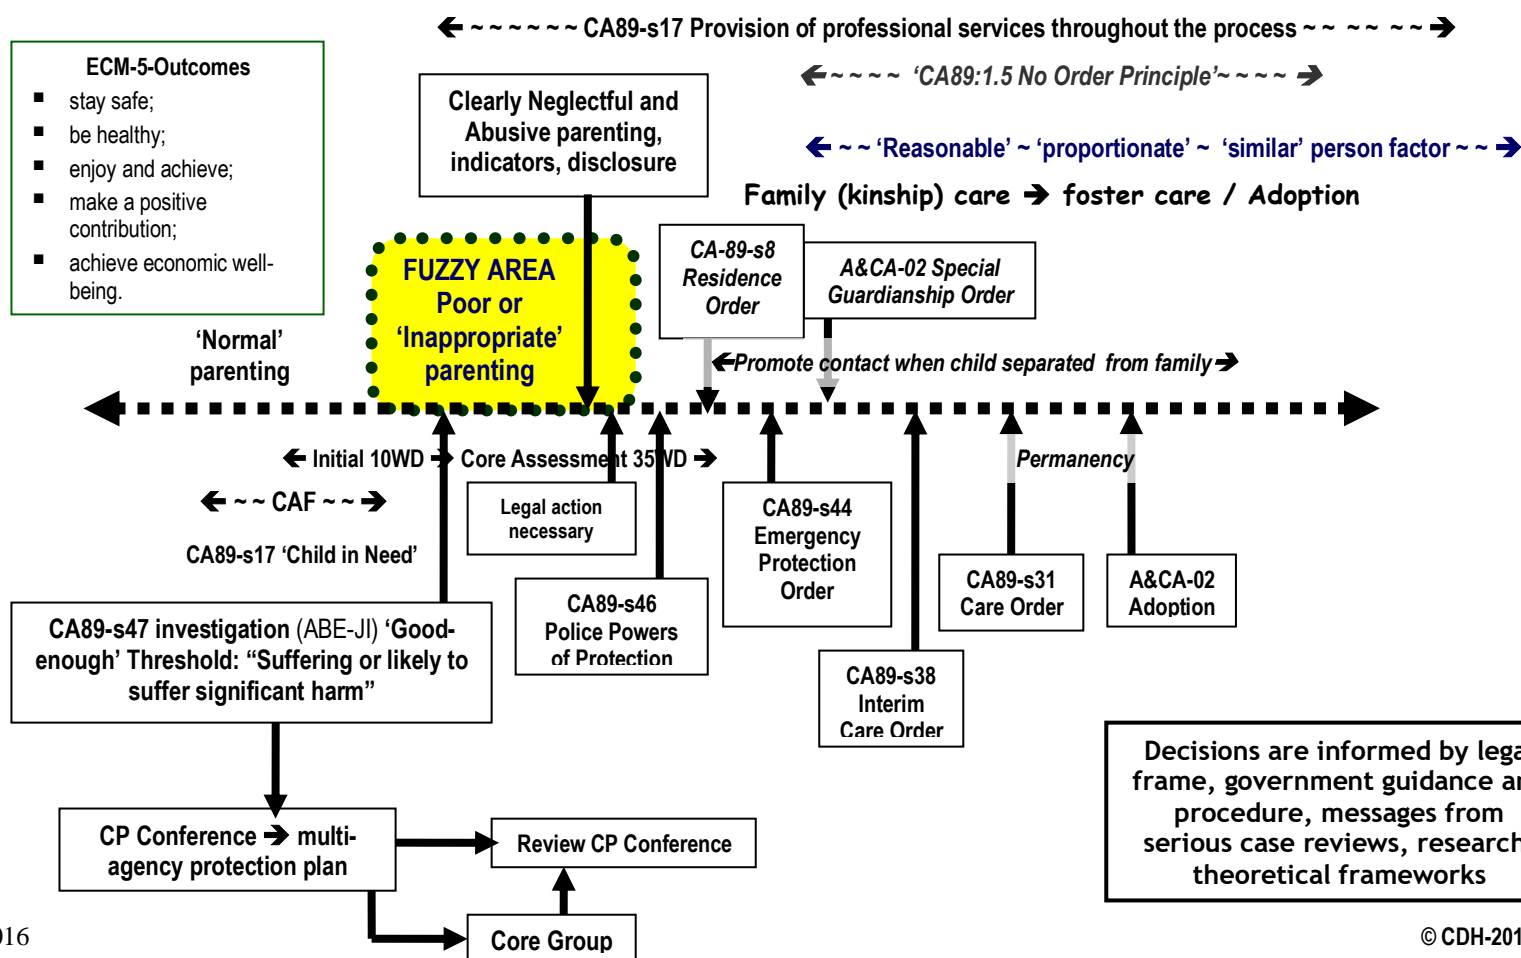 CA89-s17 Provision of professional services throughout the process
‘CA89:1.5 No Order Principle’
‘Reasonable’ ~ ‘proportionate’ ~ ‘similar’ person factor
Family (kinship) care → foster care / Adoption
ECM-5-Outcomes
stay safe;
be healthy;
enjoy and achieve;
make a positive
contribution;
achieve economic well-
being.
Clearly Neglectful and
Abusive parenting,
indicators, disclosure
‘Normal’
parenting
FUZZY AREA
Poor or
‘Inappropriate’
parenting
CA-89-s8
Residence
Order
A&CA-02 Special
Guardianship Order
Promote contact when child separated from family
Initial 10WD
Core Assessment 35WD
CAF
CA89-s17 ‘Child in Need’
Legal action
necessary
CA89-s46
Police Powers
of Protection
CA89-s44
Emergency
Protection
Order
CA89-s38
Interim
Care Order
Permanency
CA89-s31
Care Order
A&CA-02
Adoption
CA89-s47 investigation (ABE-JI) ‘Good-
enough’ Threshold: “Suffering or likely to
suffer significant harm”
CP Conference → multi-
agency protection plan
Review CP Conference
Core Group
Decisions are informed by
frame, government guidance
procedure, messages from
serious case reviews, research
theoretical frameworks
© CDH-201